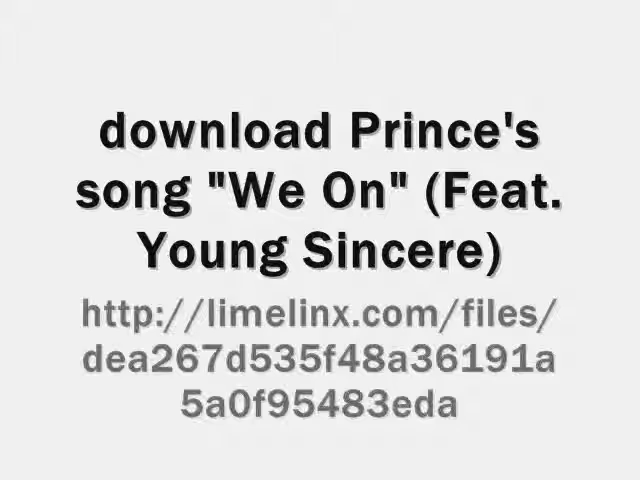 download Prince's
song "We On" (Feat.
Young Sincere)
http://limelinx.com/files/
dea267d535f48a36191a
5a0f95483eda